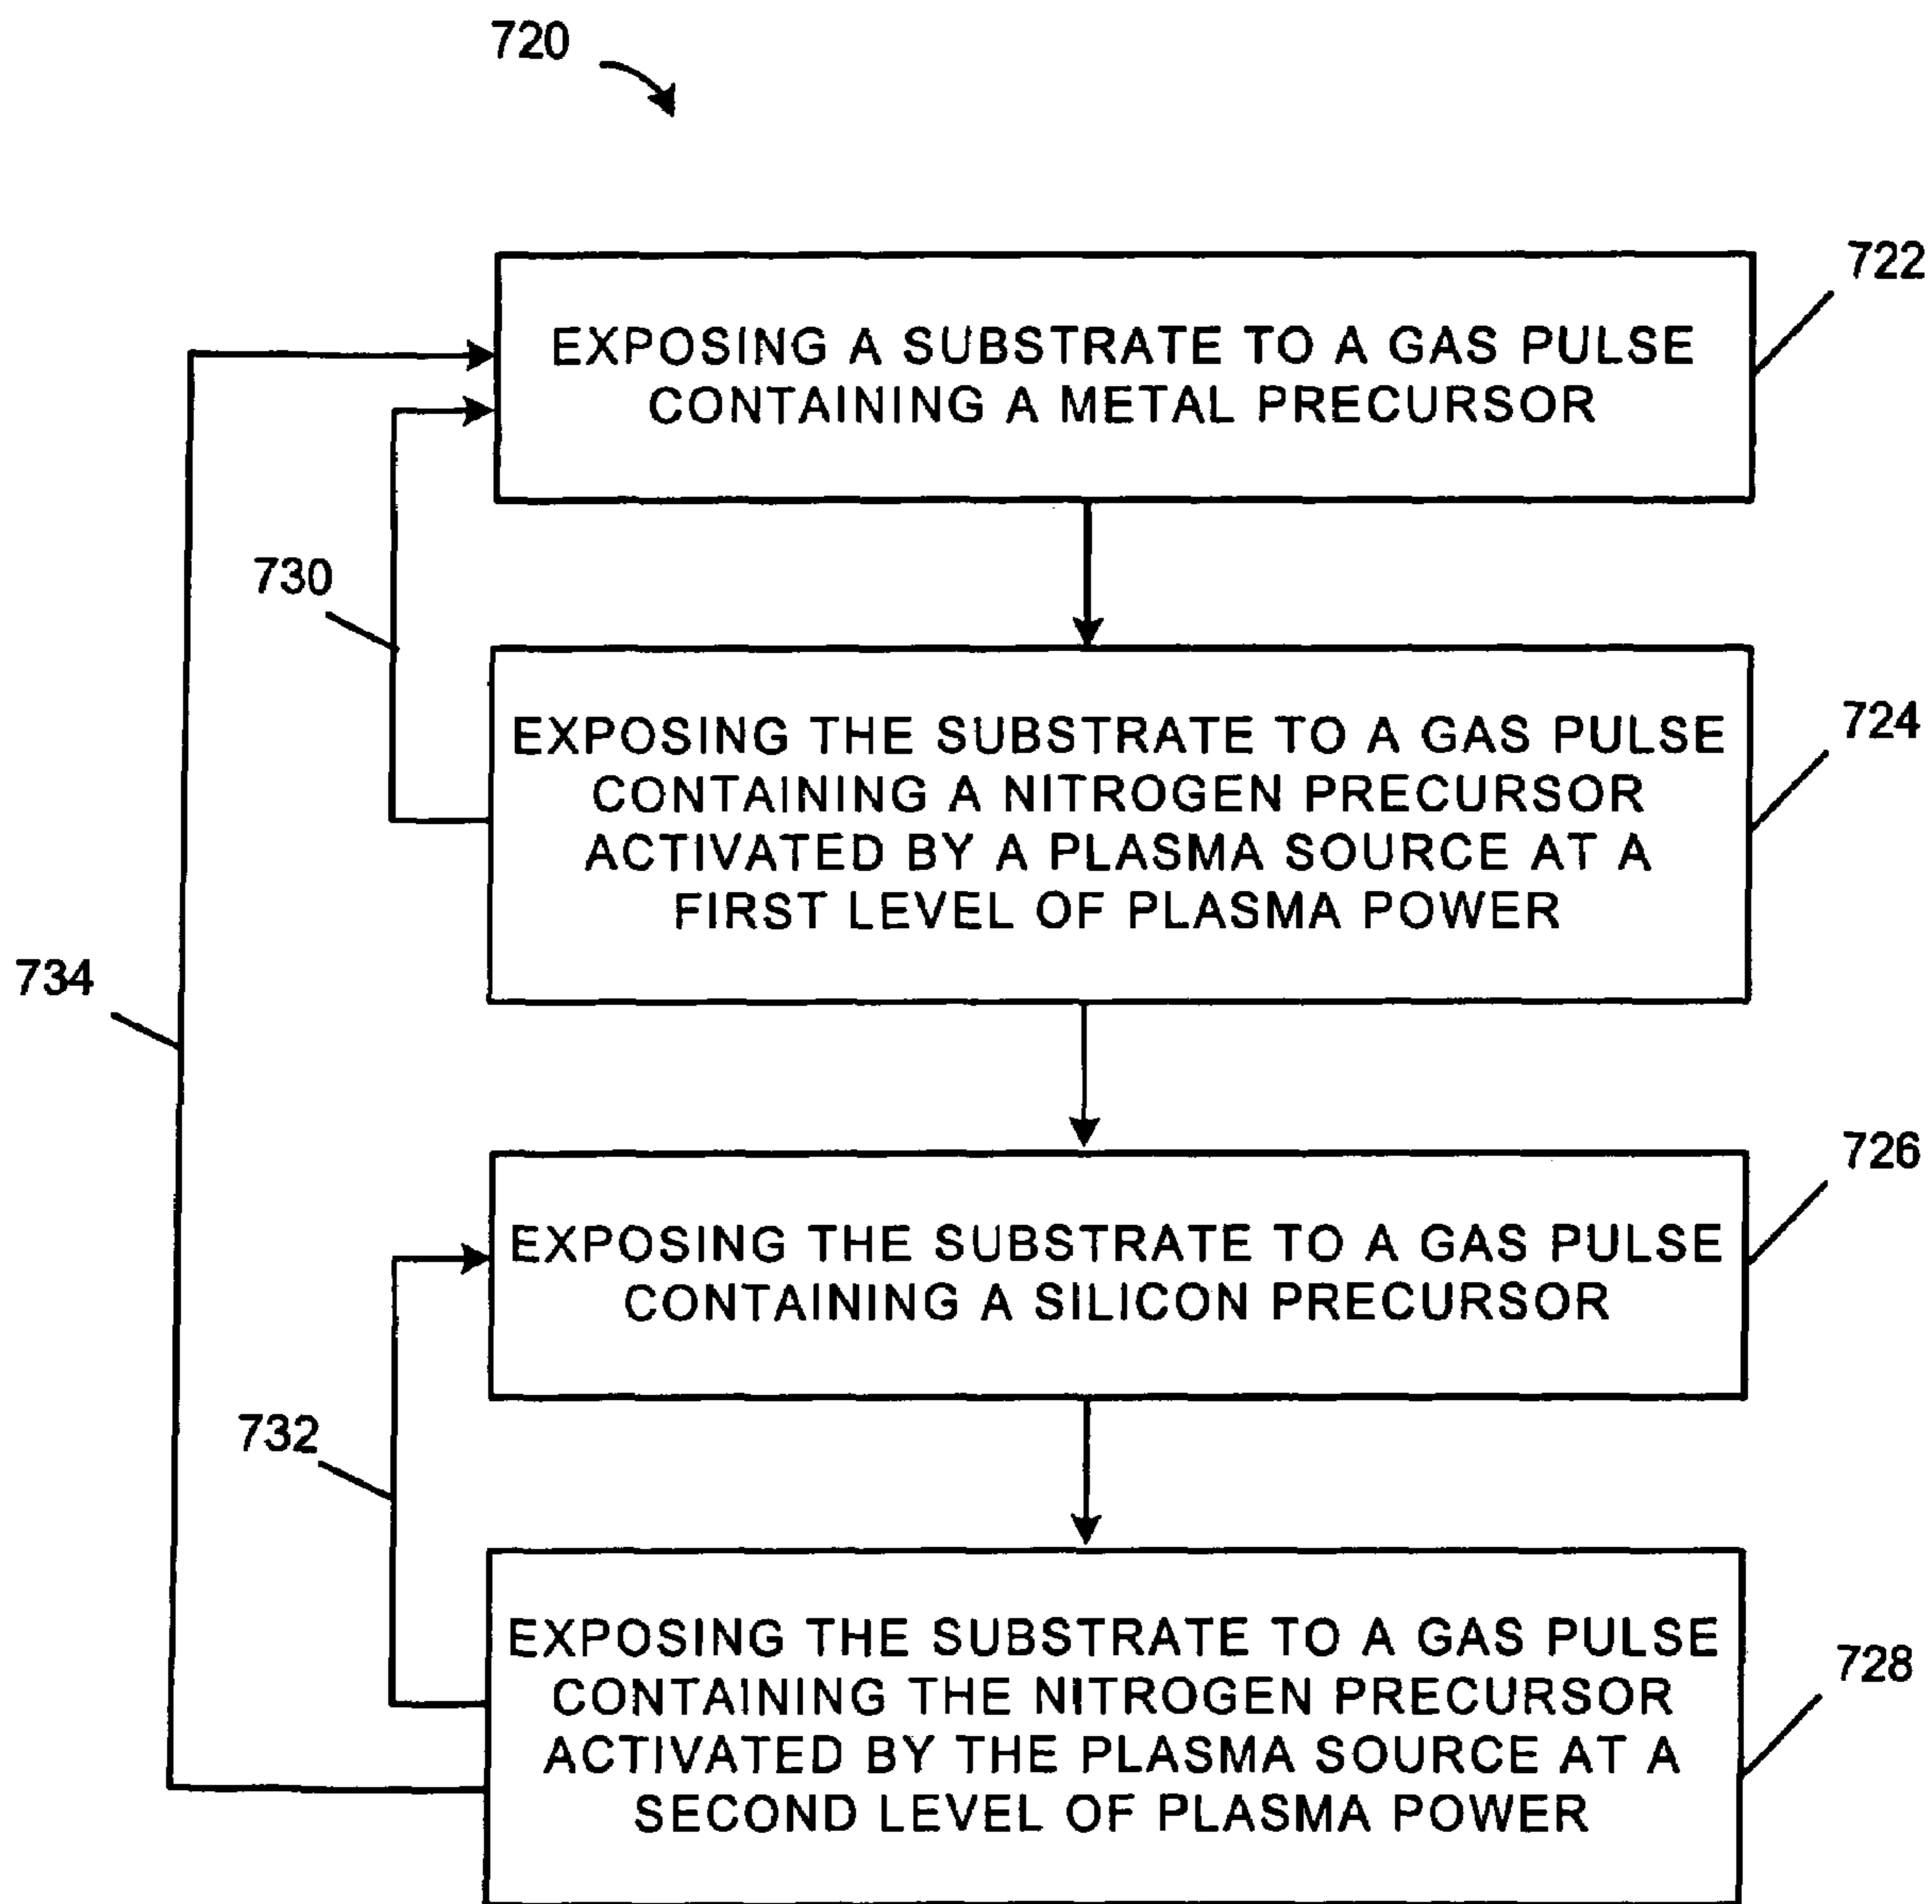 720
722
EXPOSING A SUBSTRATE TO A GAS PULSE
CONTAINING A METAL PRECURSOR
730
724
EXPOSING THE SUBSTRATE TO A GAS PULSE
CONTAINING A NITROGEN PRECURSOR
ACTIVATED BY A PLASMA SOURCE AT A
FIRST LEVEL OF PLASMA POWER
734
726
EXPOSING THE SUBSTRATE TO A GAS PULSE
CONTAINING A SILICON PRECURSOR
732
728
EXPOSING THE SUBSTRATE TO A GAS PULSE
CONTAINING THE NITROGEN PRECURSOR
ACTIVATED BY THE PLASMA SOURCE AT A
SECOND LEVEL OF PLASMA POWER